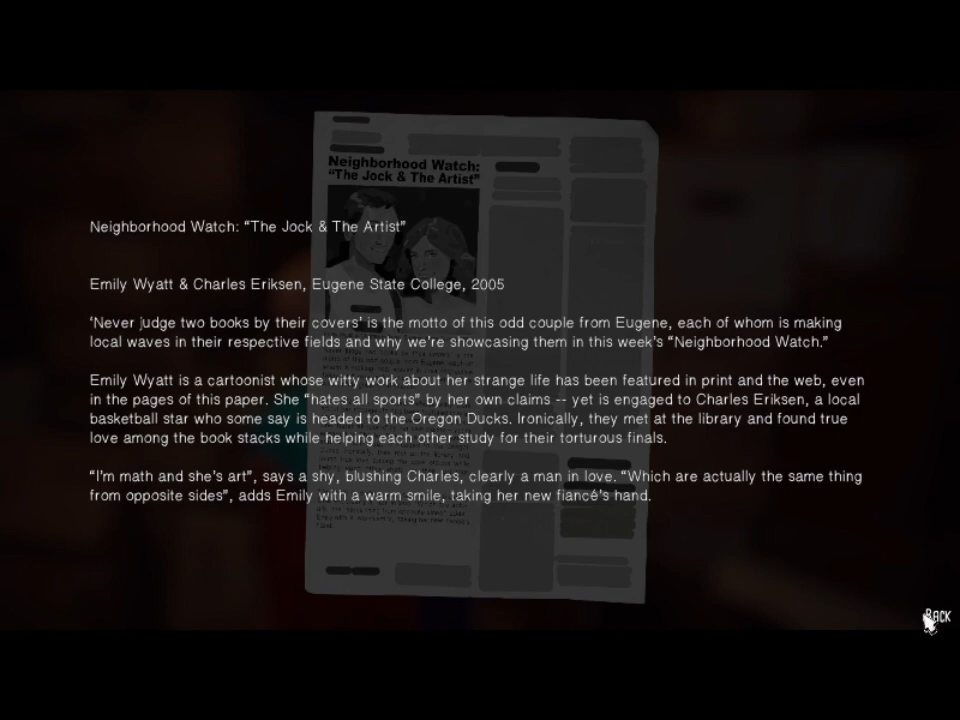 Neighborhood Watch:
“The Jock & The Artist”
Neighborhood Watch: “The Jock & The Artist”
Emily Wyatt & Charles Eriksen, Eugene State College, 2005
‘Never judge two books by their covers’ is the motto of this odd couple from Eugene, each of whom is making
local waves in their respective fields and why we’re showcasing them in this week’s “Neighborhood Watch.”
Emily Wyatt is a cartoonist whose witty work about her strange life has been featured in print and the web, even
in the pages of this paper. She “hates all sports” by her own claims -- yet is engaged to Charles Eriksen, a local
basketball star who some say is headed to the Oregon Ducks. Ironically, they met at the library and found true
love among the book stacks while helping each other study for their torturous finals.
“I’m math and she’s art”, says a shy, blushing Charles, clearly a man in love. “Which are actually the same thing
from opposite sides”, adds Emily with a warm smile, taking her new fiancé’s hand.
BACK